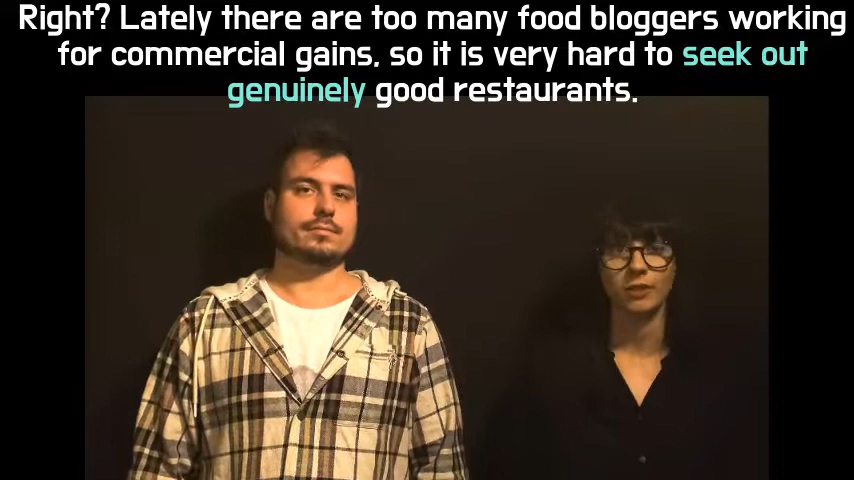 Right? Lately there are too many food bloggers working
for commercial gains, so it is very hard to seek out
genuinely good restaurants.